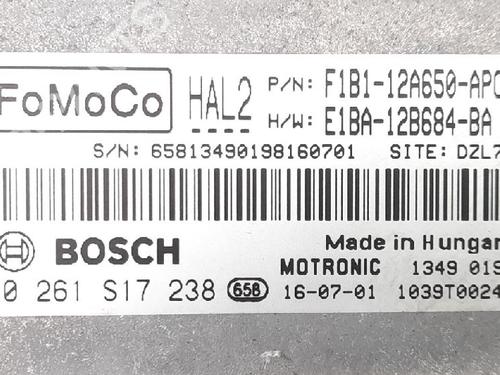 FoMoCo
HAL2
P/N: F1B1-12A650-APC
H/W: E1BA-12B684-BA
S/N: 65813490198160701 SITE: DZL7
BOSCH
Made in Hungar
MOTRONIC 1349 019
0 261 S17 238 658 16-07-01 1039T0024